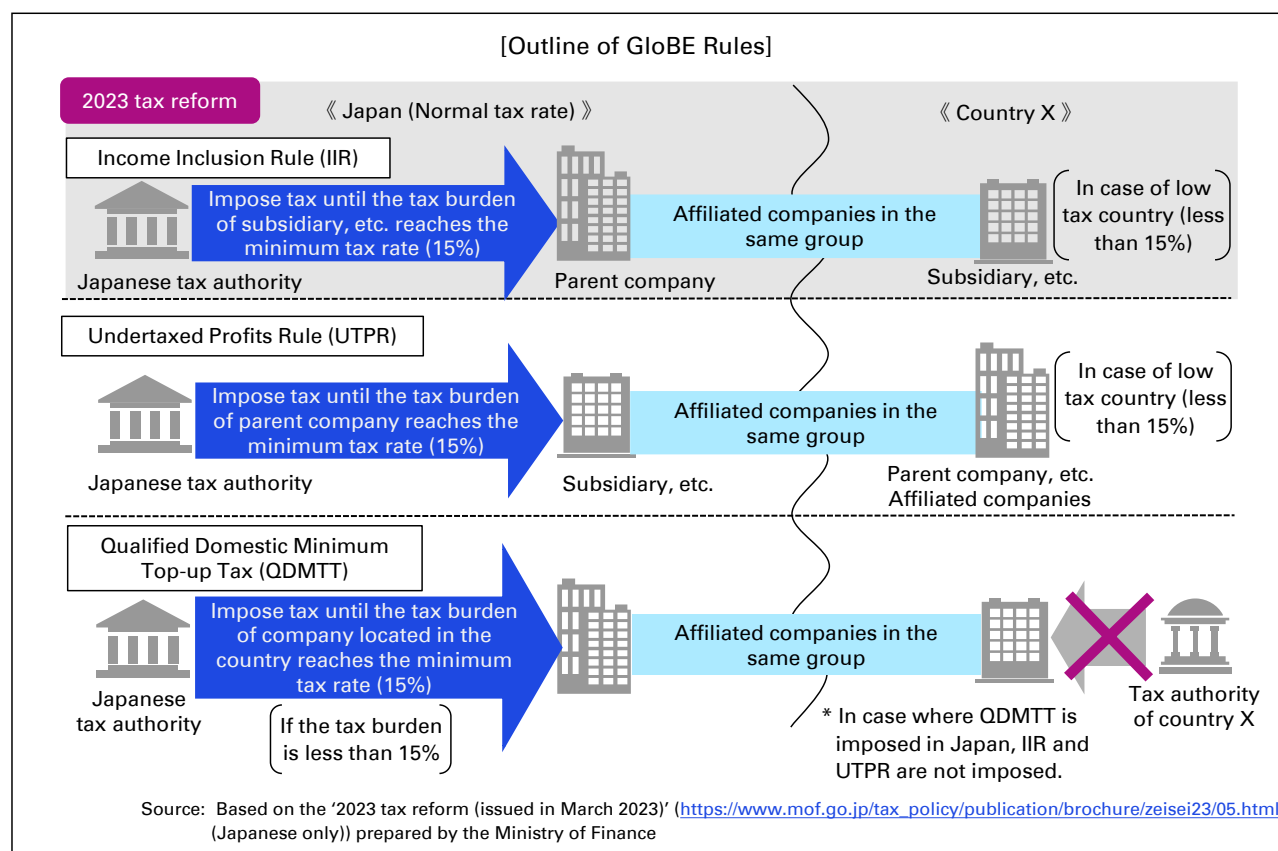 [Outline of GloBE Rules]
2023 tax reform
《 Japan (Normal tax rate) 》
《 Country X 》
Income Inclusion Rule (IIR)
Impose tax until the tax burden
of subsidiary, etc. reaches the
minimum tax rate (15%)
Japanese tax authority
Parent company
Affiliated companies in the
same group
Subsidiary, etc.
In case of low
tax country (less
than 15%)
Undertaxed Profits Rule (UTPR)
Impose tax until the tax burden
of parent company reaches the
minimum tax rate (15%)
Japanese tax authority
Subsidiary, etc.
Affiliated companies in the
same group
Parent company, etc.
Affiliated companies
In case of low
tax country (less
than 15%)
Qualified Domestic Minimum
Top-up Tax (QDMTT)
Impose tax until the tax burden
of company located in the
country reaches the minimum
tax rate (15%)
Japanese
tax authority
If the tax burden
is less than 15%
Affiliated companies in the
same group
Tax authority
of country X
* In case where QDMTT is
imposed in Japan, IIR and
UTPR are not imposed.
Source: Based on the ‘2023 tax reform (issued in March 2023)’ (https://www.mof.go.jp/tax_policy/publication/brochure/zeisei23/05.html
(Japanese only)) prepared by the Ministry of Finance